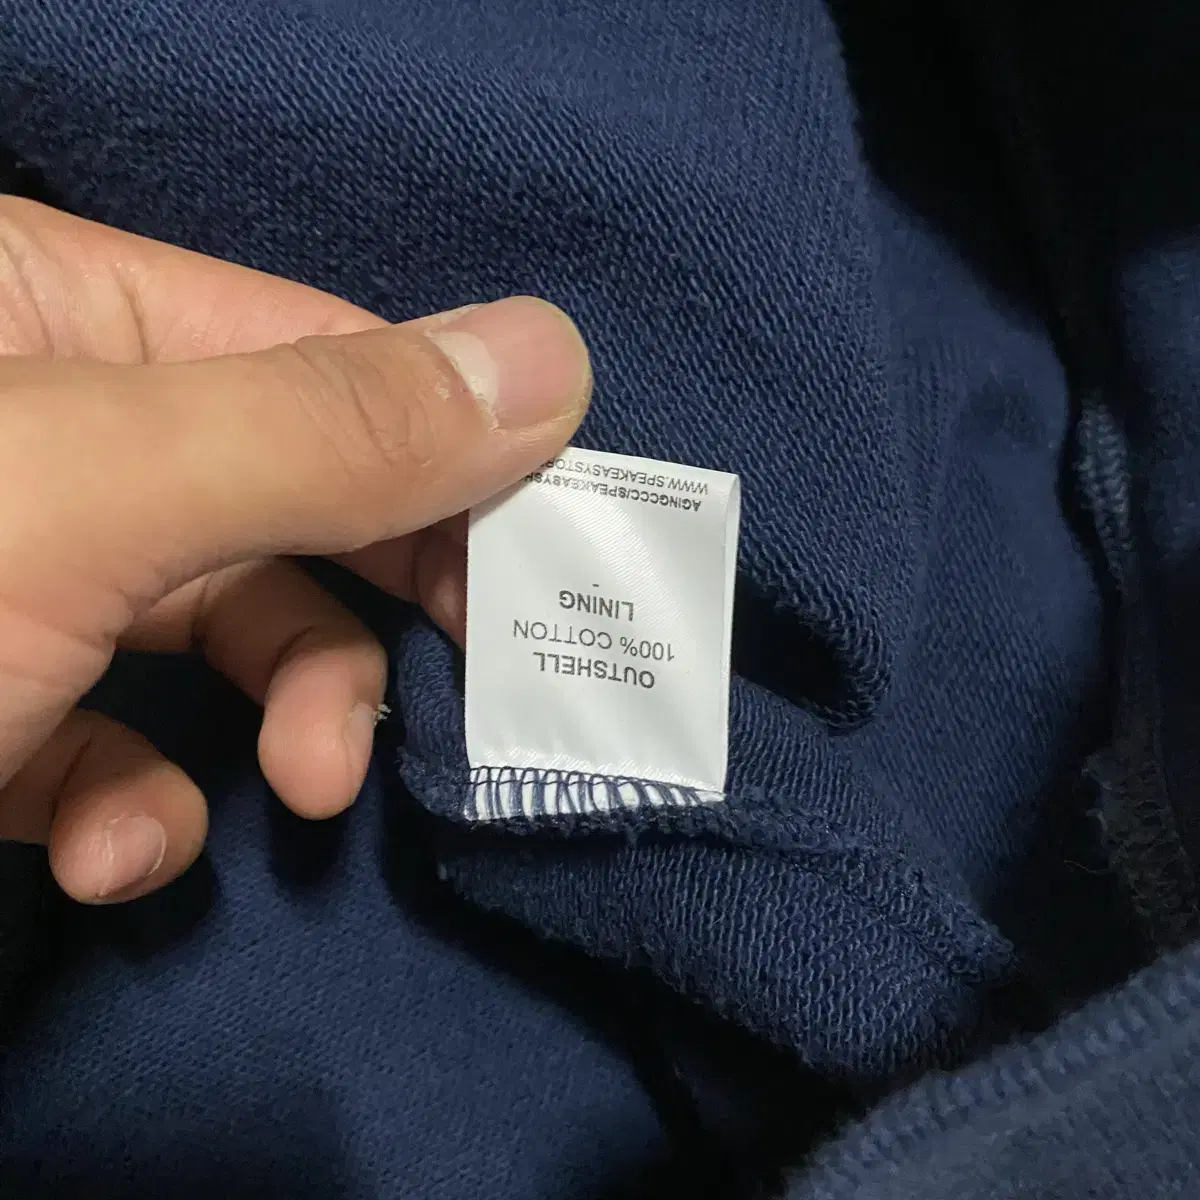 OUTSHELL
100% COTTON
LINING
-
AGINGCCC/SPEAKEASYSH
WWW.SPEAKEASYSTOR